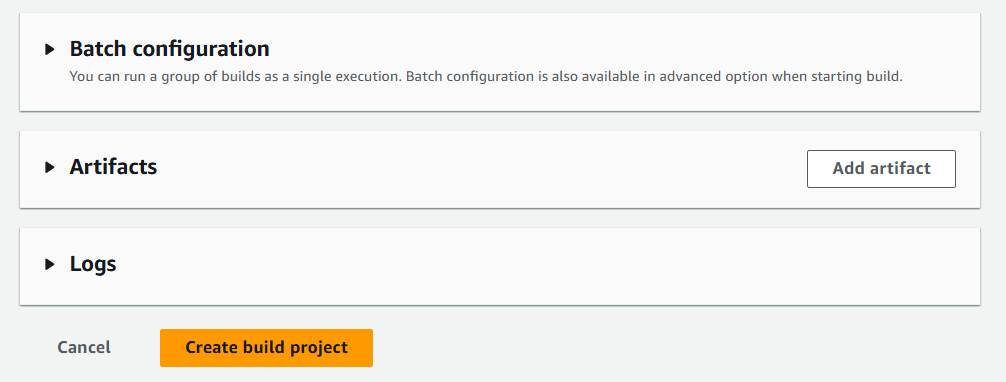 Batch configuration
You can run a group of builds as a single execution. Batch configuration is also available in advanced option when starting build.
Artifacts
Add artifact
Logs
Cancel
Create build project